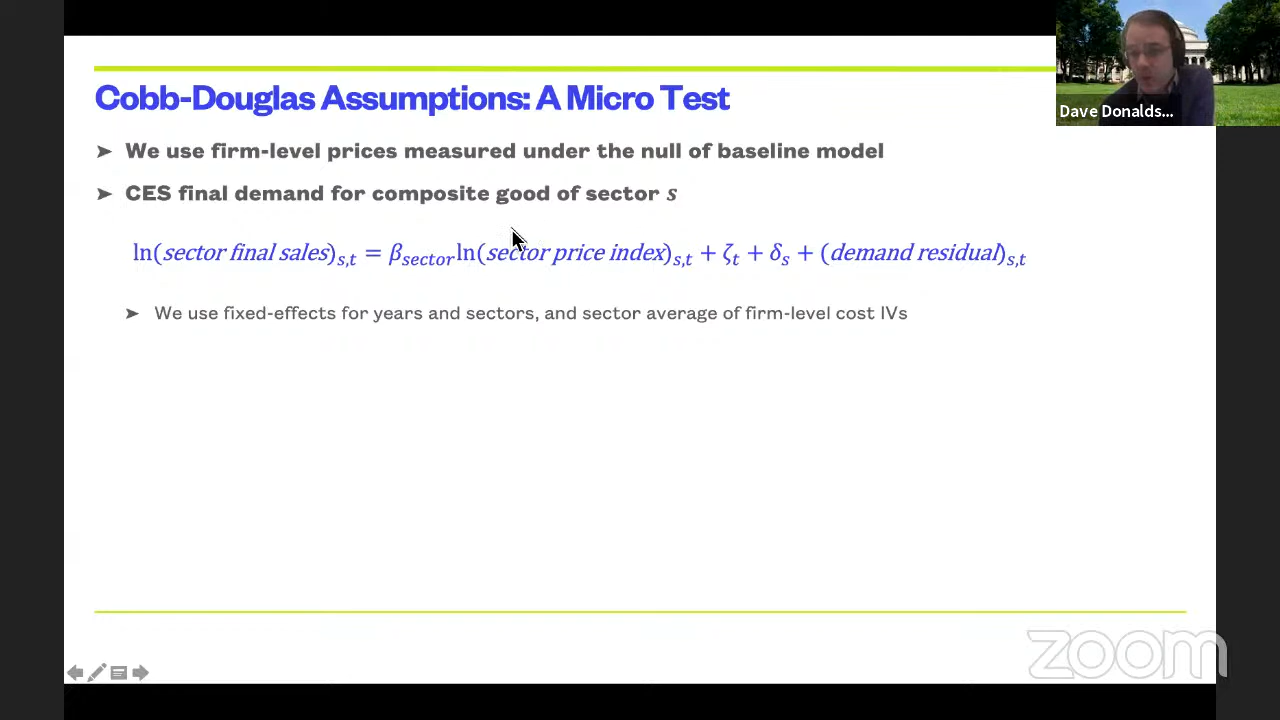 Cobb-Douglas Assumptions: A Micro Test
Dave Donalds...
➤ We use firm-level prices measured under the null of baseline model
➤ CES final demand for composite good of sector s
ln(sector final sales)s,t = βsector ln(sector price index)s,t + ζt + δs + (demand residual)s,t
➤ We use fixed-effects for years and sectors, and sector average of firm-level cost IVs
zoom